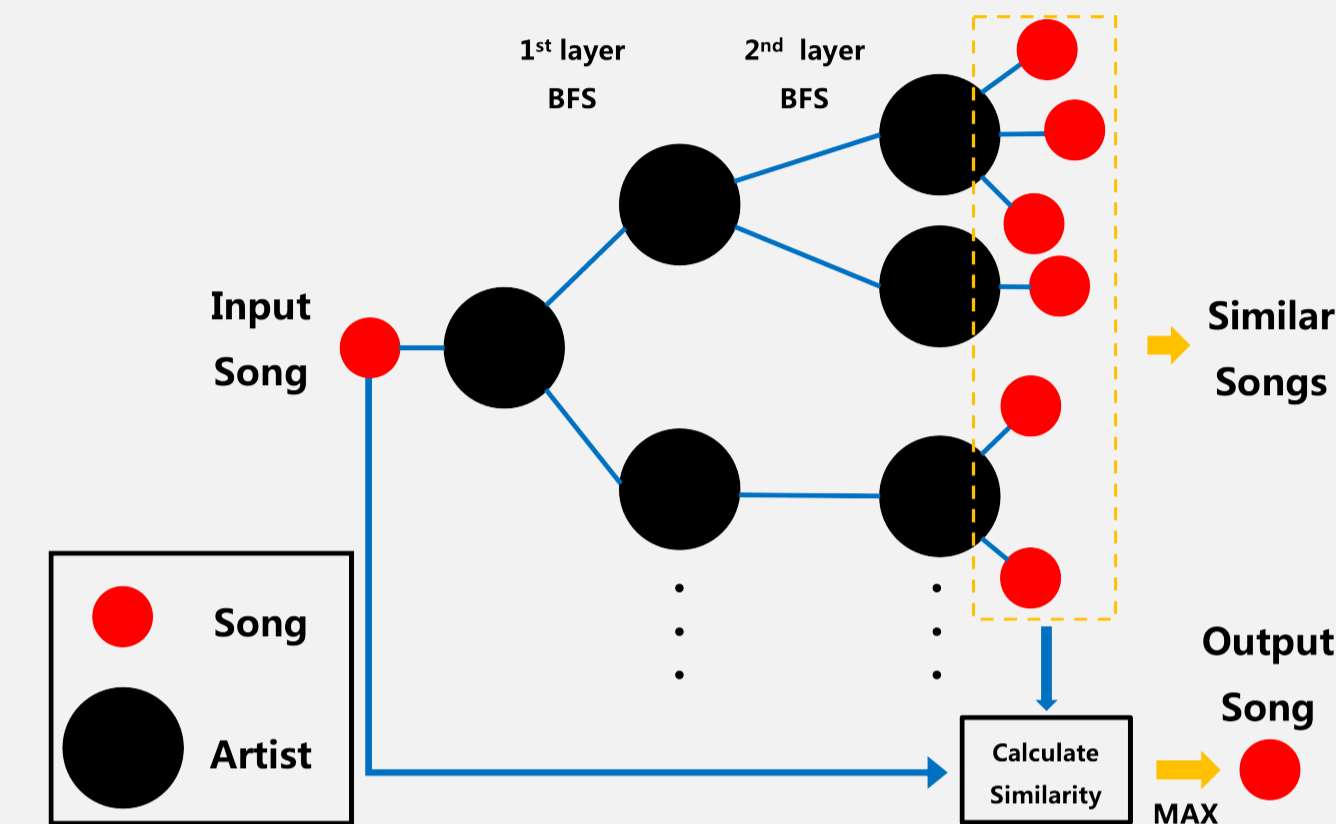 1st layer
BFS
2nd layer
BFS
Input
Song
Similar
Songs
Song
Artist
Calculate
Similarity
MAX
Output
Song